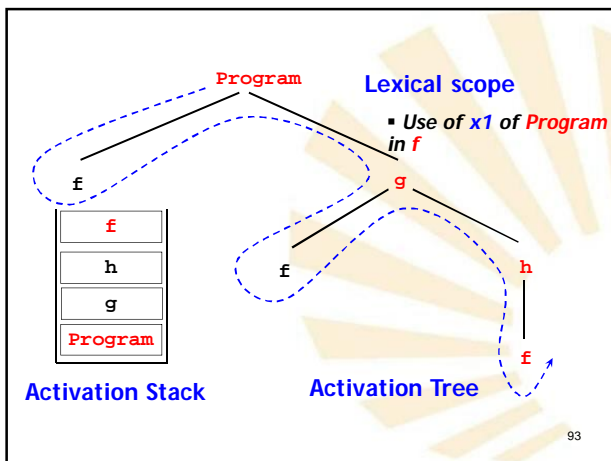 Program
Lexical scope
▪ Use of x1 of Program
in f
f
g
f
h
g
Program
f
h
f
Activation Stack
Activation Tree
93